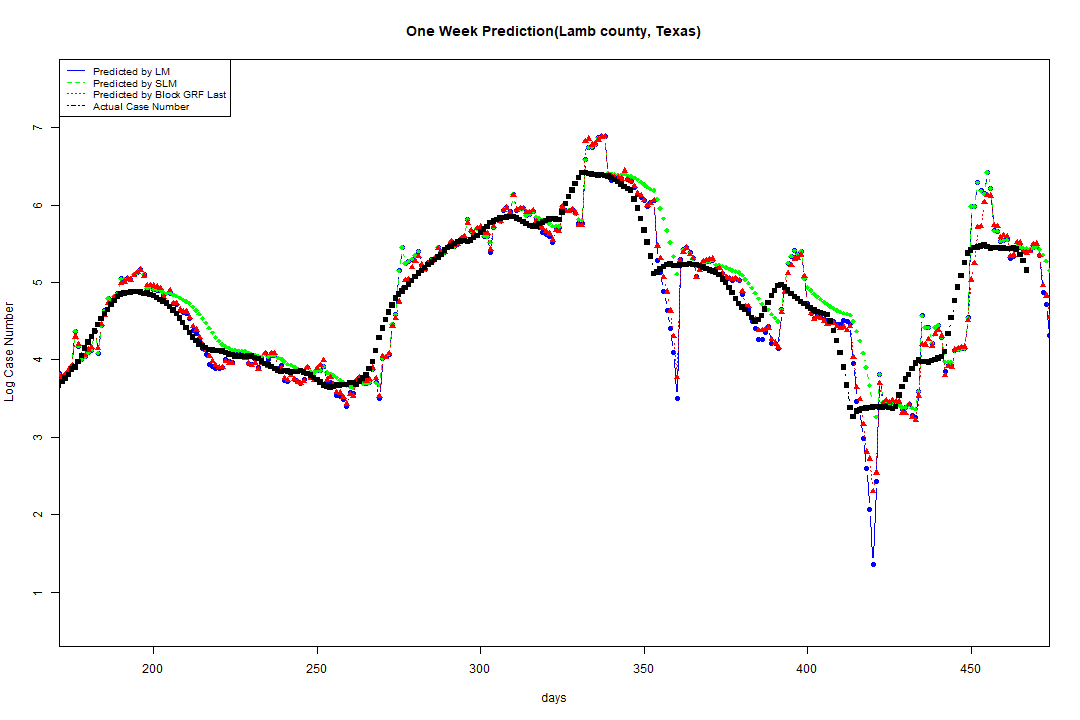 One Week Prediction(Lamb county, Texas)
Predicted by LM
Predicted by SLM
Predicted by Block GRF Last
Actual Case Number
7
6
5
4
3
2
1
Log Case Number
200 250 300 350 400 450
days